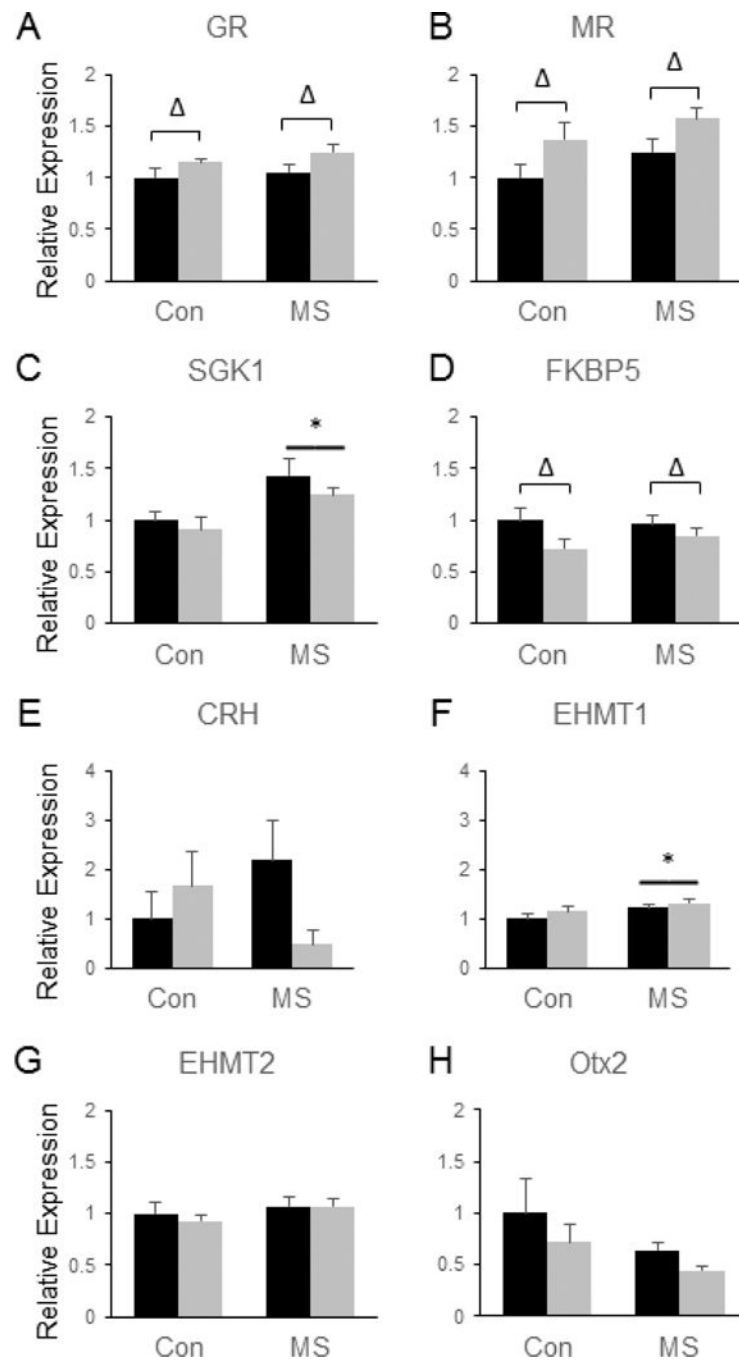 A GR
Relative Expression
2
1.5
1
0.5
0
Δ Δ
Con MS
B MR
2
1.5
1
0.5
0
Δ Δ
Con MS
C SGK1
Relative Expression
2
1.5
1
0.5
0
*
Con MS
D FKBP5
2
1.5
1
0.5
0
Δ Δ
Con MS
E CRH
Relative Expression
4
3
2
1
0
Con MS
F EHMT1
4
3
2
1
0
*
Con MS
G EHMT2
Relative Expression
2
1.5
1
0.5
0
Con MS
H Otx2
2
1.5
1
0.5
0
Con MS